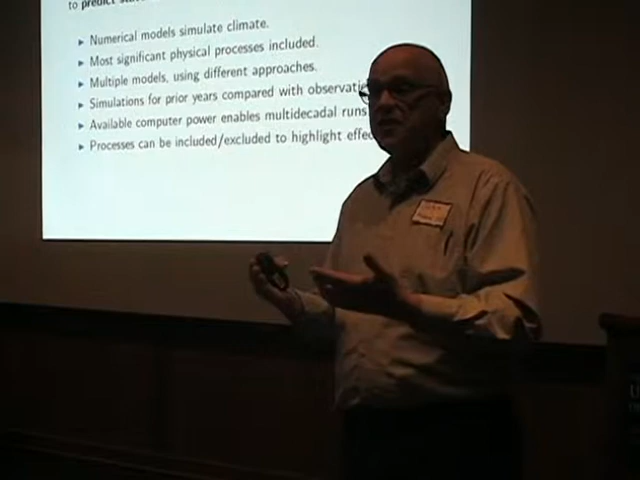 to predict
▸ Numerical models simulate climate.
▸ Most significant physical processes included.
▸ Multiple models, using different approaches.
▸ Simulations for prior years compared with observati
▸ Available computer power enables multidecadal runs
▸ Processes can be included/excluded to highlight effec